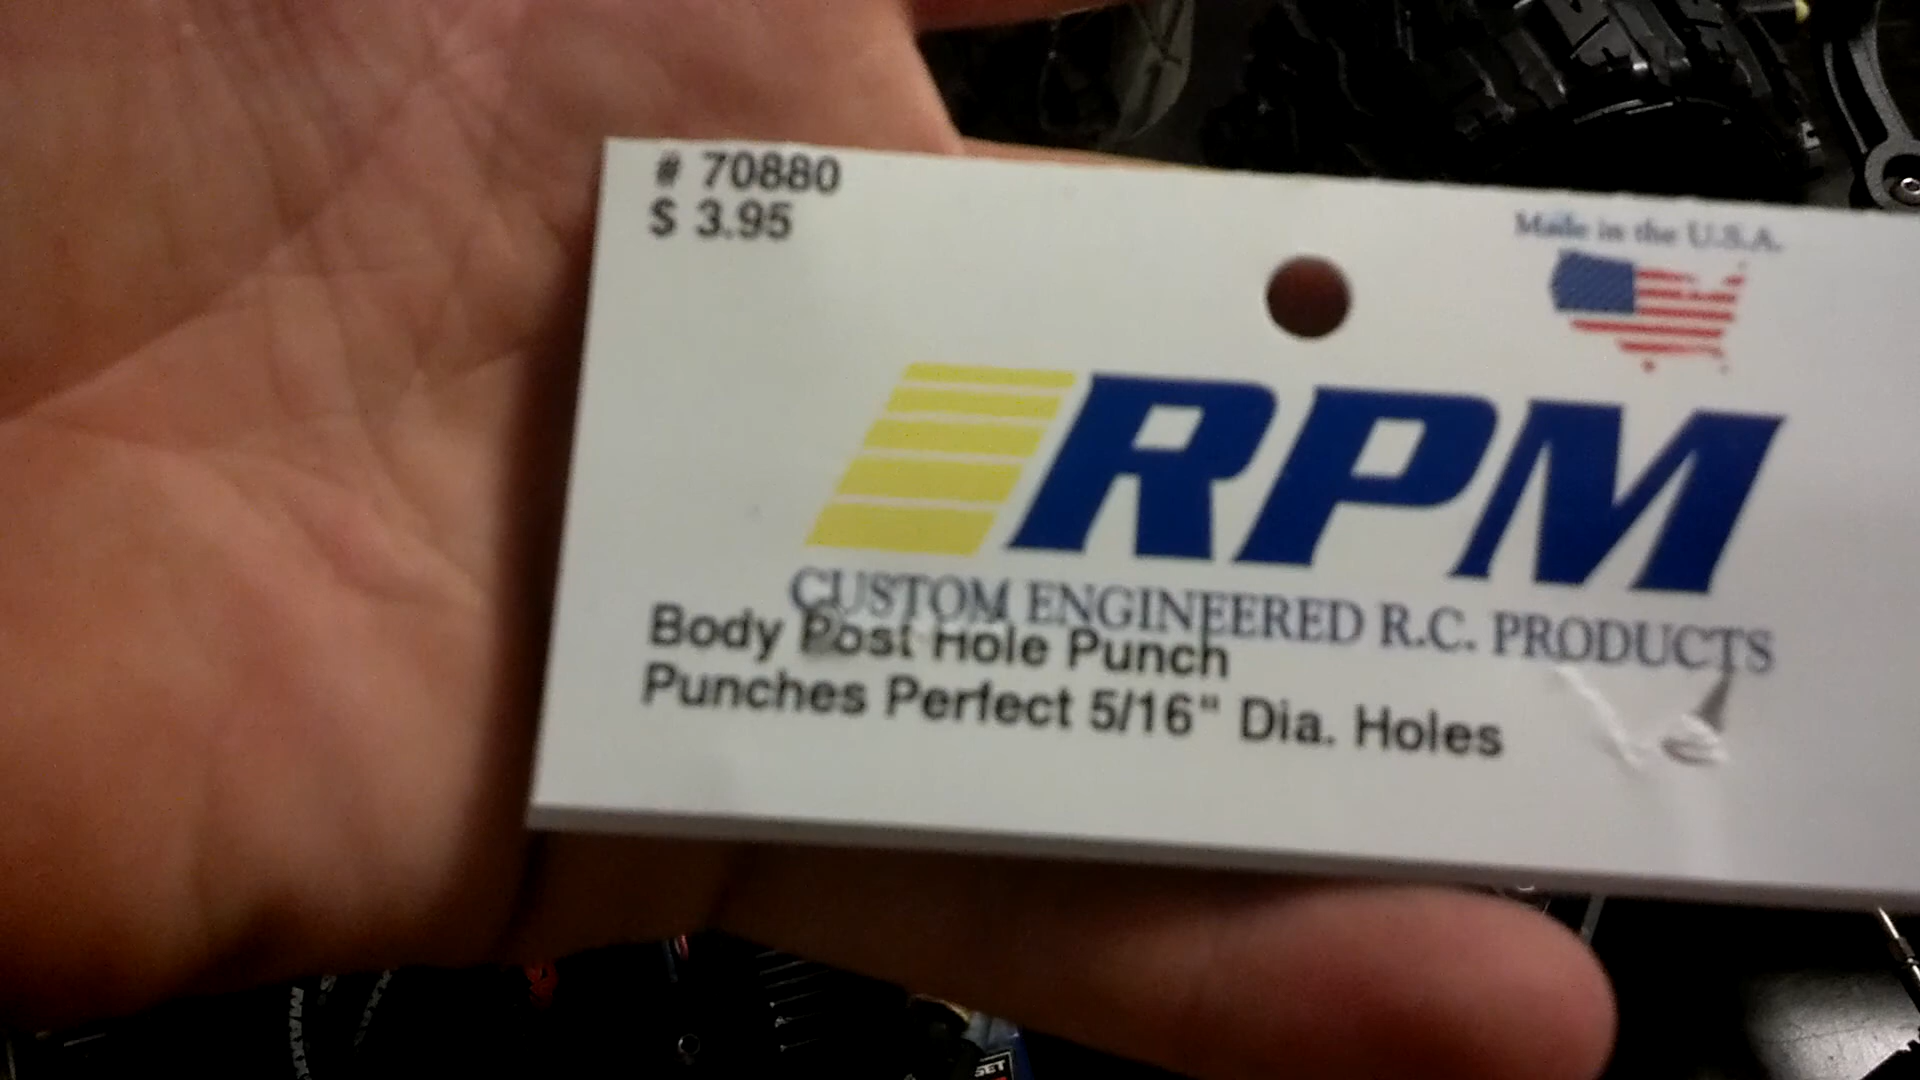 # 70880
$ 3.95
Made in the U.S.A.
RPM
CUSTOM ENGINEERED R.C. PRODUCTS
Body Post Hole Punch
Punches Perfect 5/16" Dia. Holes
SET